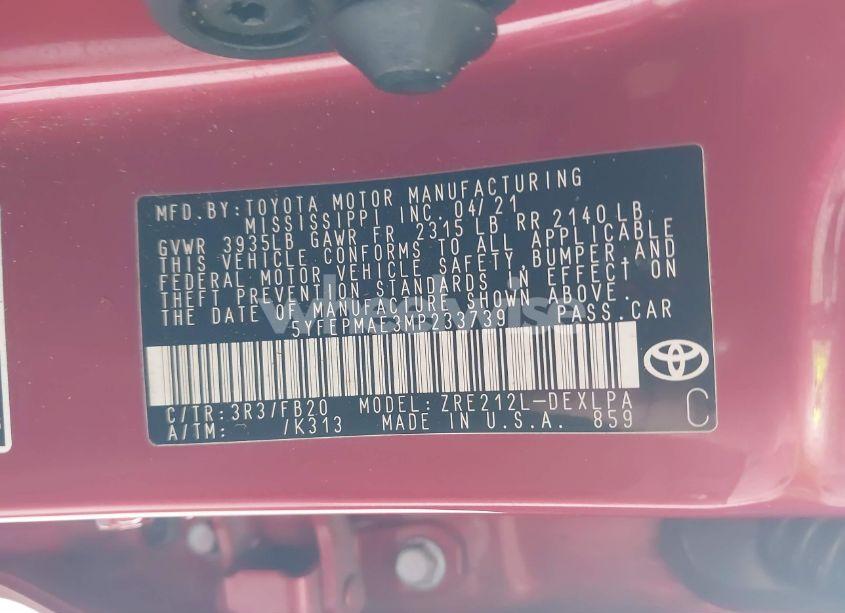 MFD.BY:TOYOTA MOTOR MANUFACTURING
MISSISSIPPI INC. 04/21
GVWR 3935LB GAWR FR 2315 LB RR 2140LB
THIS VEHICLE CONFORMS TO ALL APPLICABLE
FEDERAL MOTOR VEHICLE SAFETY, BUMPER,AND
THEFT PREVENTION STANDARDS IN EFFECT ON
THE DATE OF MANUFACTURE SHOWN ABOVE.
5YFEPMAE3MP233739 PASS.CAR
C/TR:3R3/FB20 MODEL:ZRE212L-DEXLPA
A/TM: /K313 MADE IN U.S.A. 859
C